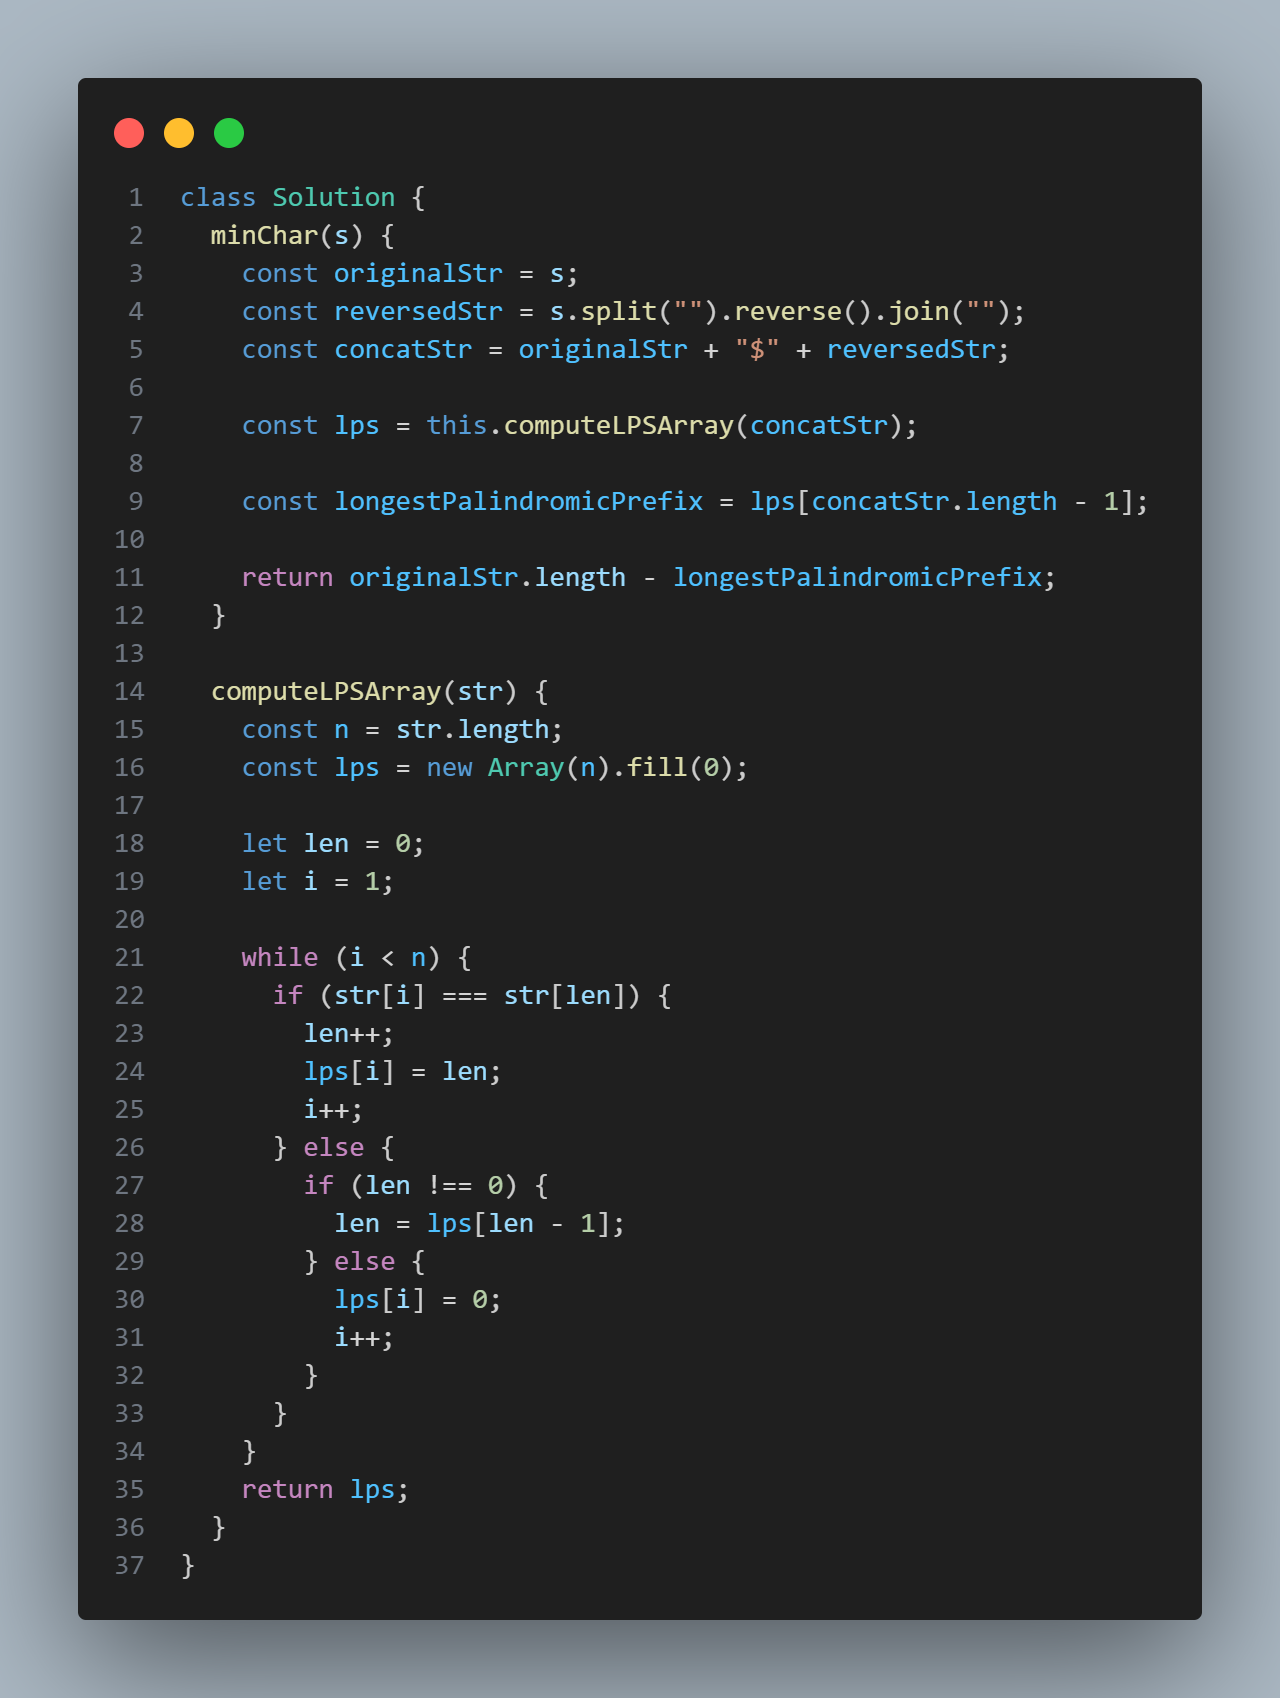 1 class Solution {
2   minChar(s) {
3     const originalStr = s;
4     const reversedStr = s.split("").reverse().join("");
5     const concatStr = originalStr + "$" + reversedStr;
6
7     const lps = this.computeLPSArray(concatStr);
8
9     const longestPalindromicPrefix = lps[concatStr.length - 1];
10
11     return originalStr.length - longestPalindromicPrefix;
12   }
13
14   computeLPSArray(str) {
15     const n = str.length;
16     const lps = new Array(n).fill(0);
17
18     let len = 0;
19     let i = 1;
20
21     while (i < n) {
22       if (str[i] === str[len]) {
23         len++;
24         lps[i] = len;
25         i++;
26       } else {
27         if (len !== 0) {
28           len = lps[len - 1];
29         } else {
30           lps[i] = 0;
31           i++;
32         }
33       }
34     }
35     return lps;
36   }
37 }